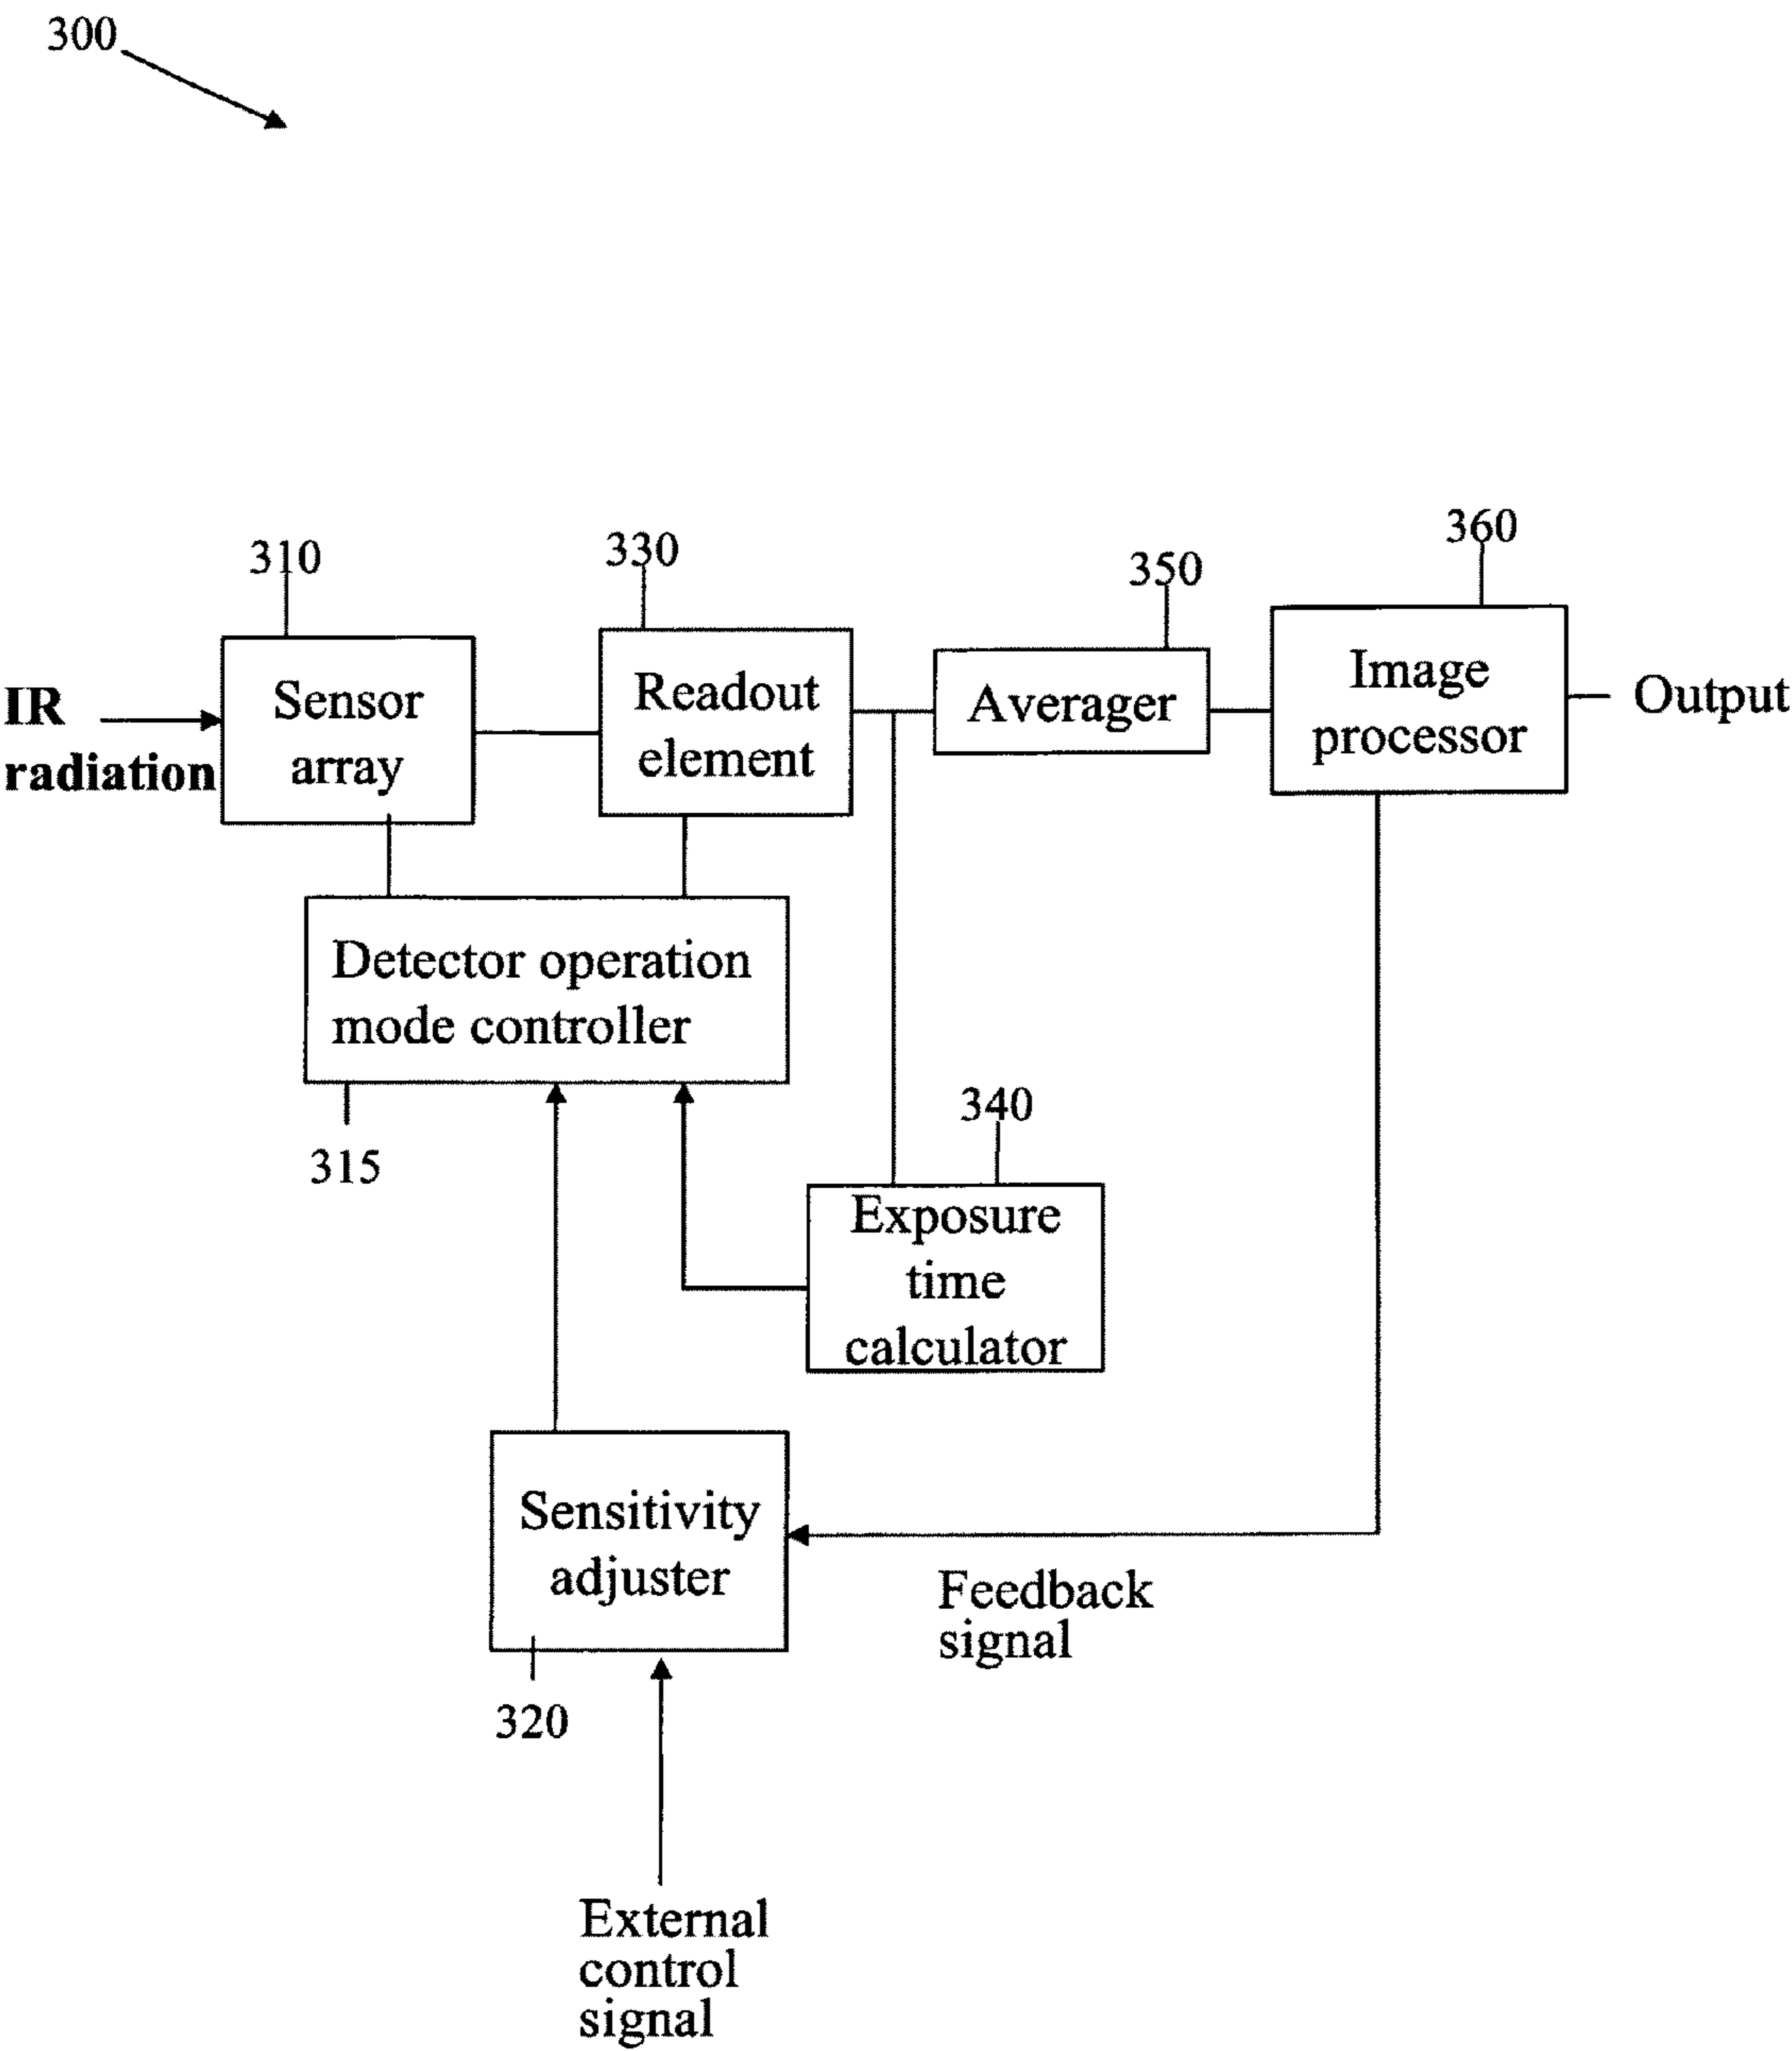 300
310
330
350
360
IR
radiation
Sensor
array
Readout
element
Averager
Image
processor
Output
Detector operation
mode controller
315
340
Exposure
time
calculator
Sensitivity
adjuster
320
Feedback
signal
External
control
signal